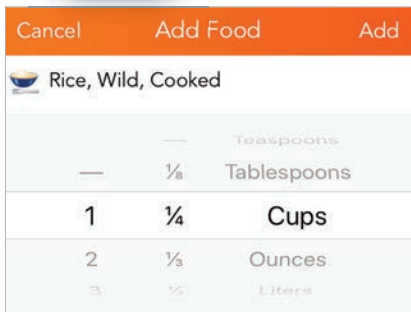 Cancel Add Food Add
Rice, Wild, Cooked
— Teaspoons
— ⅛ Tablespoons
1 ¼ Cups
2 ⅓ Ounces
3 ½ Liters